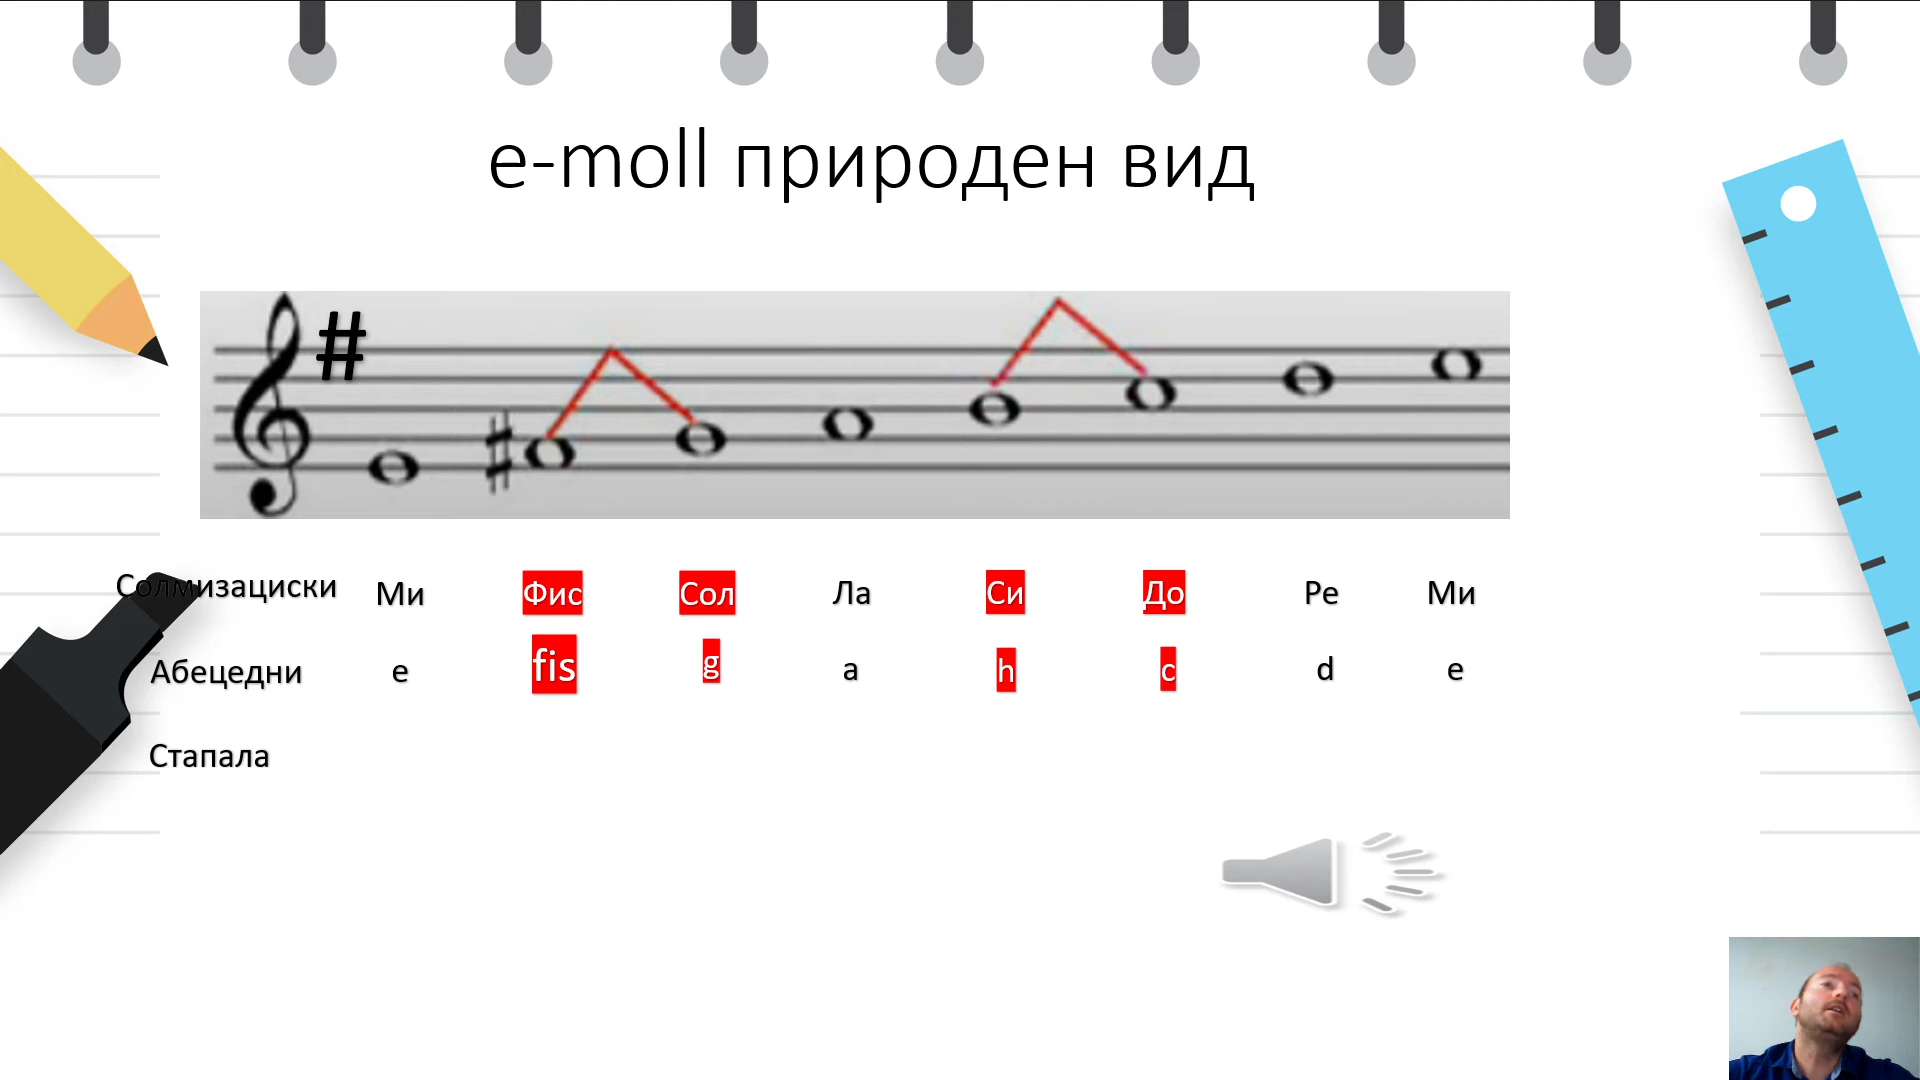 e-moll природен вид
#
Солмизациски Ми Фис Сол Ла Си До Ре Ми
Абецедни e fis g a h c d e
Стапала